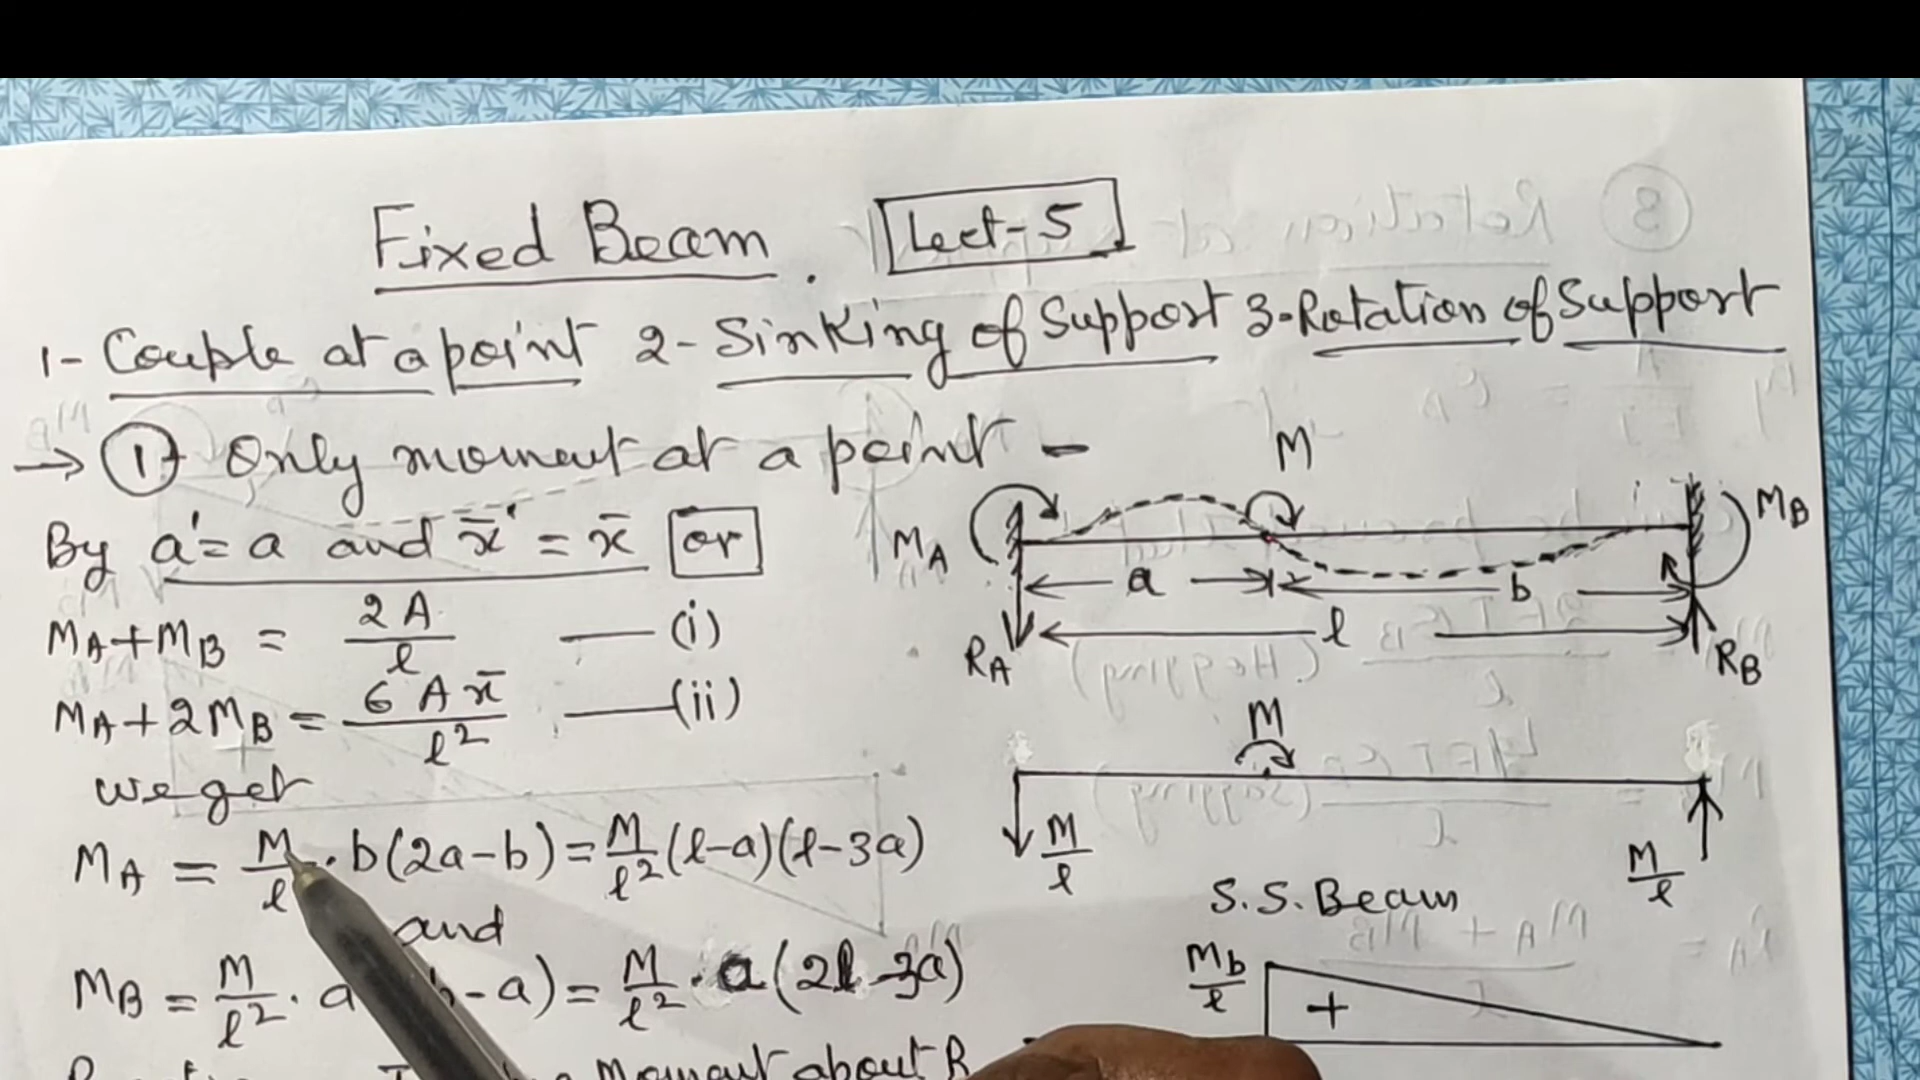 Fixed Beam. Lect-5
1- Couple at a point 2- Sinking of Support 3- Rotation of Support
→ ① Only moment at a point -
By a' = a and x̄' = x̄ or
MA + MB = 2A/l —— (i)
MA + 2MB = 6Ax̄/l² —— (ii)
we get
MA = M/l · b(2a-b) = M/l² (l-a)(l-3a)
and
MB = M/l² · a - a) = M/l² · a(2l-3a)
Moment about B
M
MA MB
a b
l
RA RB
M
M/l M/l
S.S. Beam
Mb/l
+